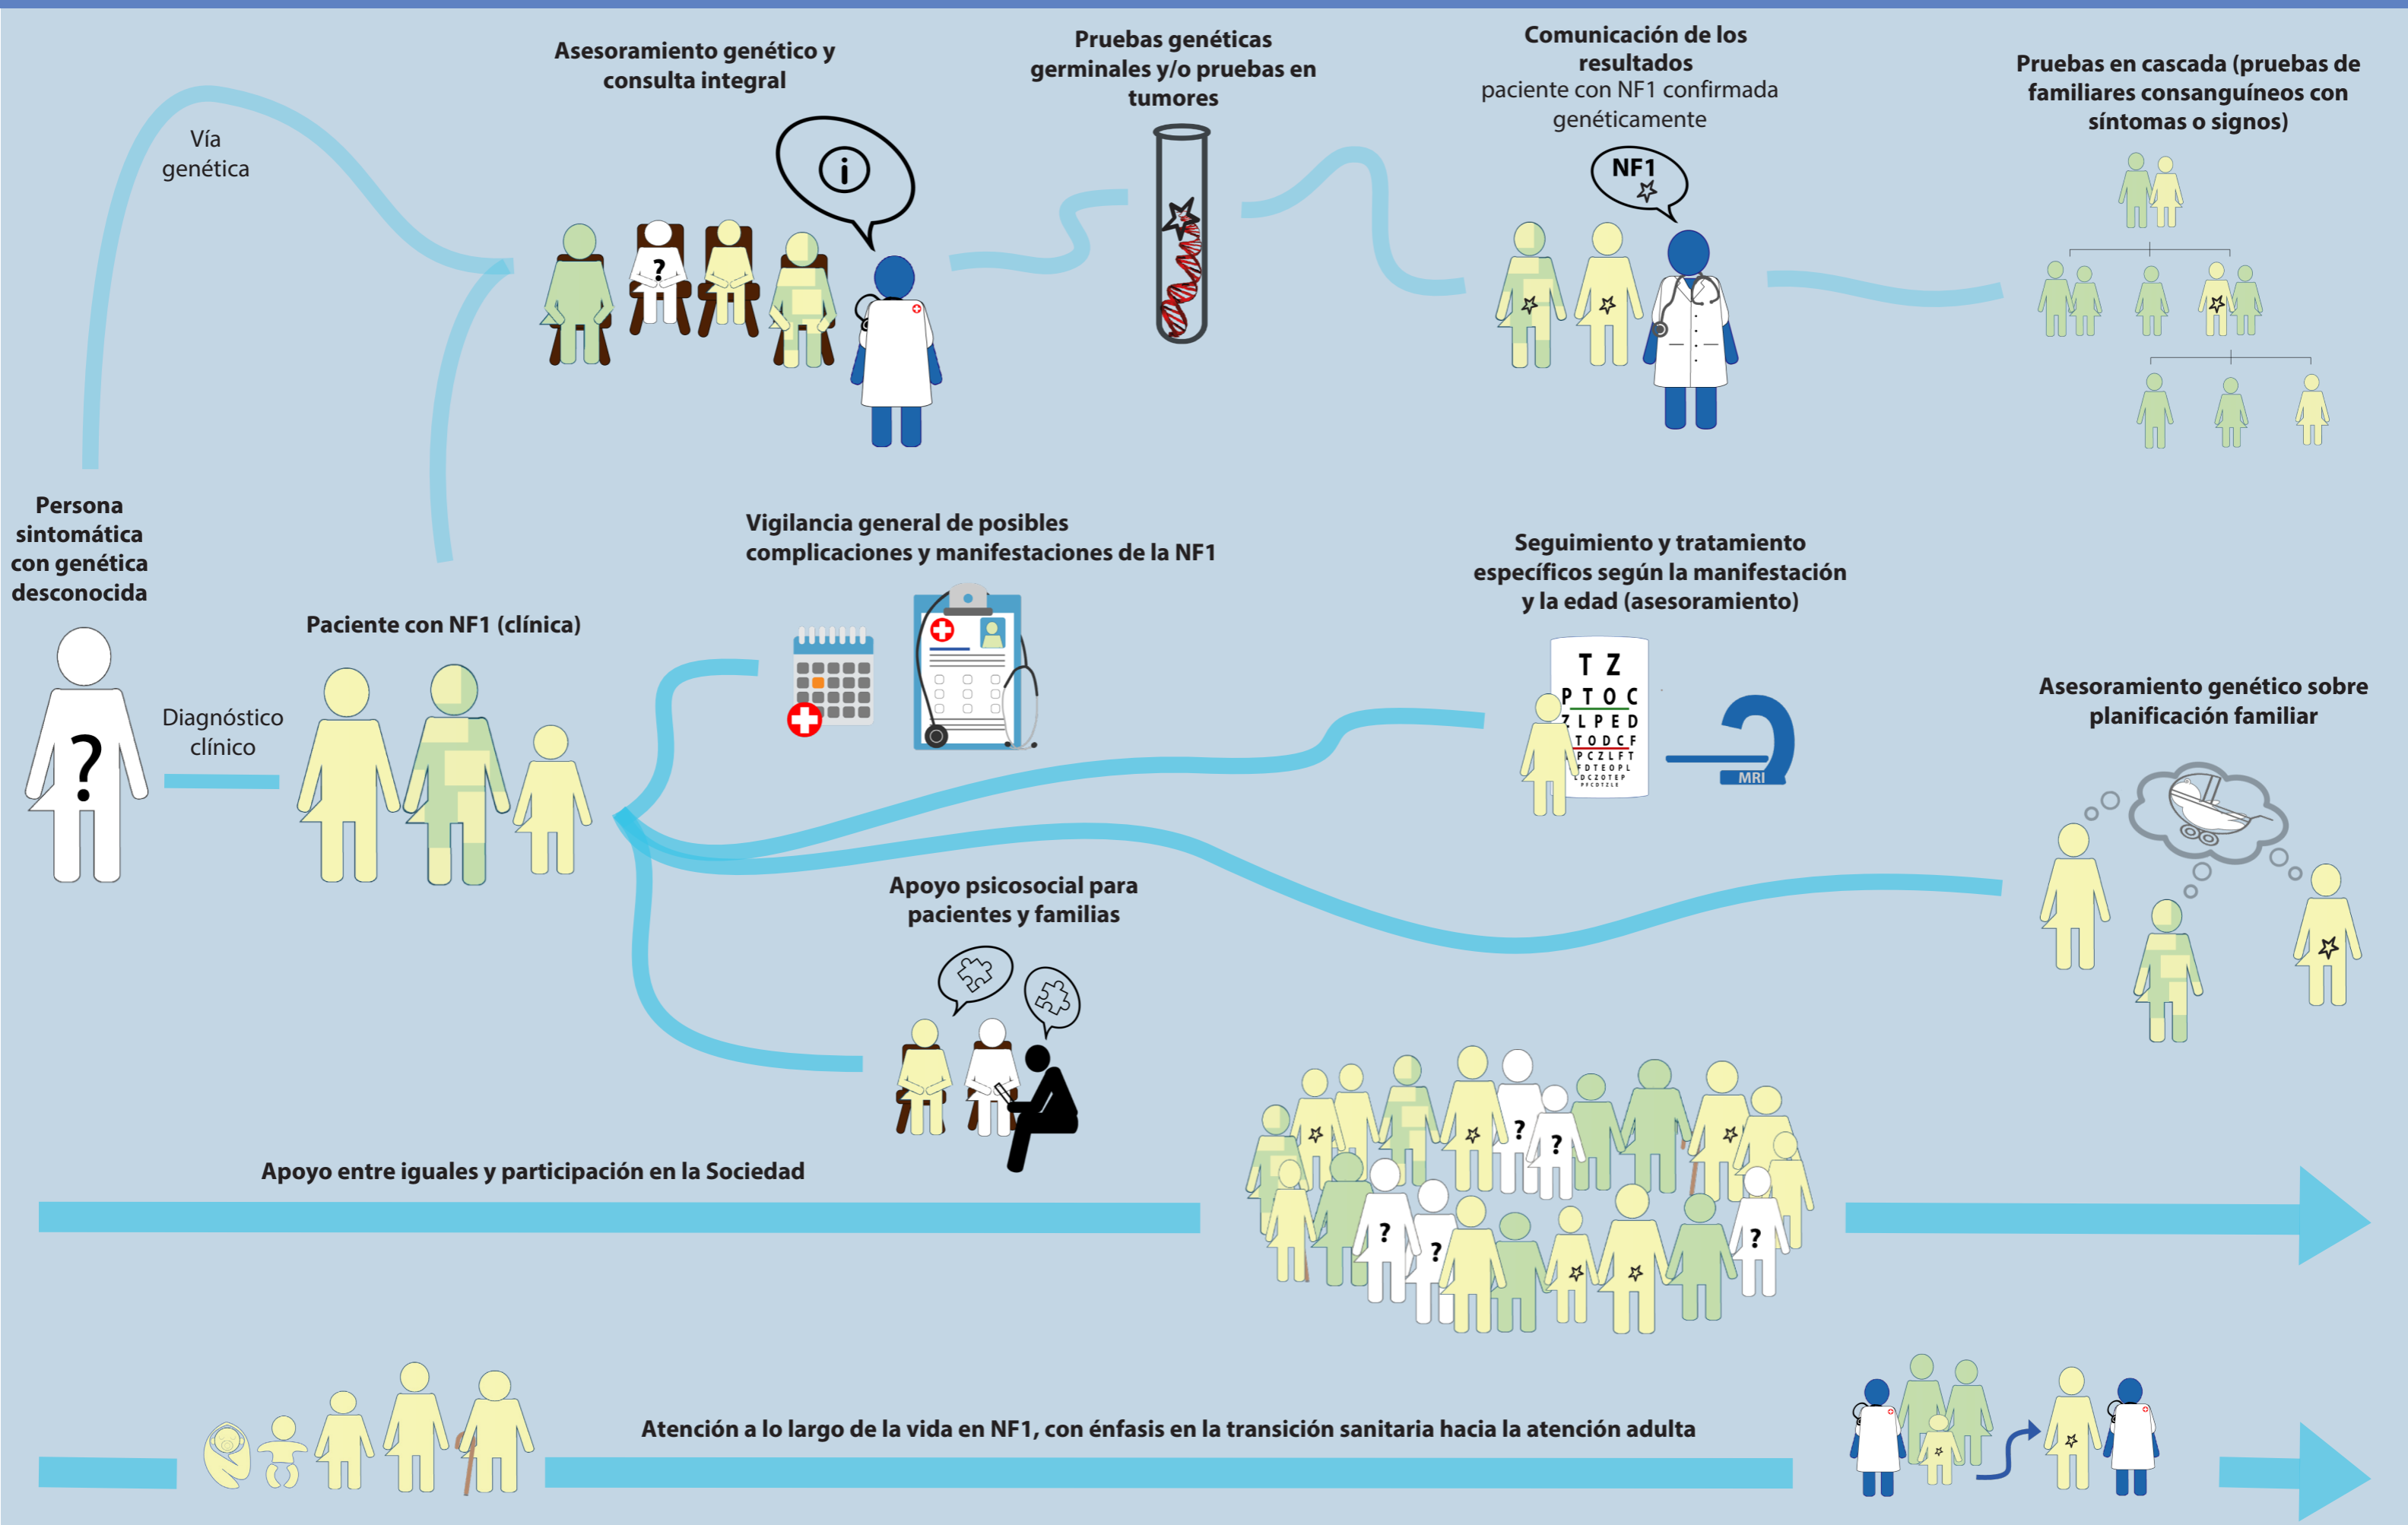 Asesoramiento genético y
consulta integral
Pruebas genéticas
germinales y/o pruebas en
tumores
Comunicación de los
resultados
paciente con NF1 confirmada
genéticamente
Pruebas en cascada (pruebas de
familiares consanguíneos con
síntomas o signos)
Vía
genética
i
?
NF1
Persona
sintomática
con genética
desconocida
?
Diagnóstico
clínico
Paciente con NF1 (clínica)
Vigilancia general de posibles
complicaciones y manifestaciones de la NF1
Seguimiento y tratamiento
específicos según la manifestación
y la edad (asesoramiento)
T Z
P T O C
Z L P E D
T O D C F
P C Z L F T
F D T E O P L
L D C Z O T E P
P F C O T Z L E
MRI
Asesoramiento genético sobre
planificación familiar
Apoyo psicosocial para
pacientes y familias
Apoyo entre iguales y participación en la Sociedad
?
?
?
?
?
Atención a lo largo de la vida en NF1, con énfasis en la transición sanitaria hacia la atención adulta